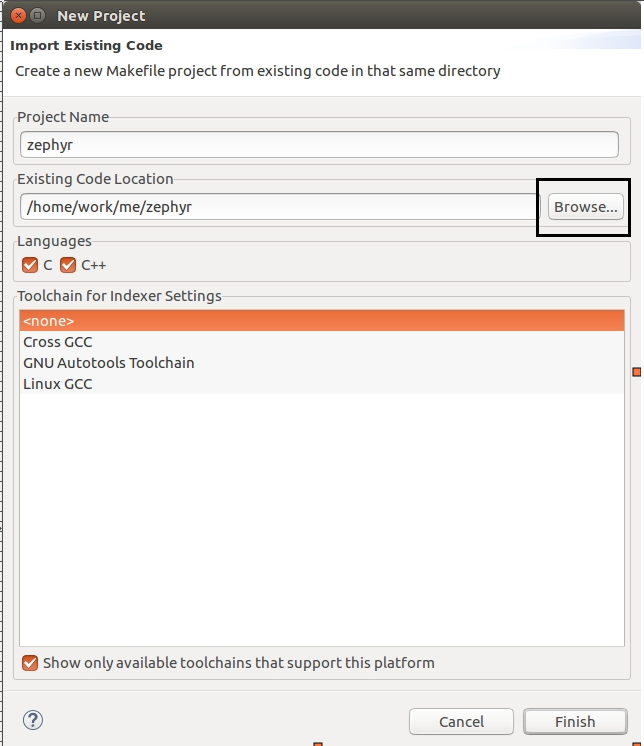 New Project
Import Existing Code
Create a new Makefile project from existing code in that same directory
Project Name
zephyr
Existing Code Location
/home/work/me/zephyr
Browse...
Languages
C C++
Toolchain for Indexer Settings
<none>
Cross GCC
GNU Autotools Toolchain
Linux GCC
Show only available toolchains that support this platform
?
Cancel Finish